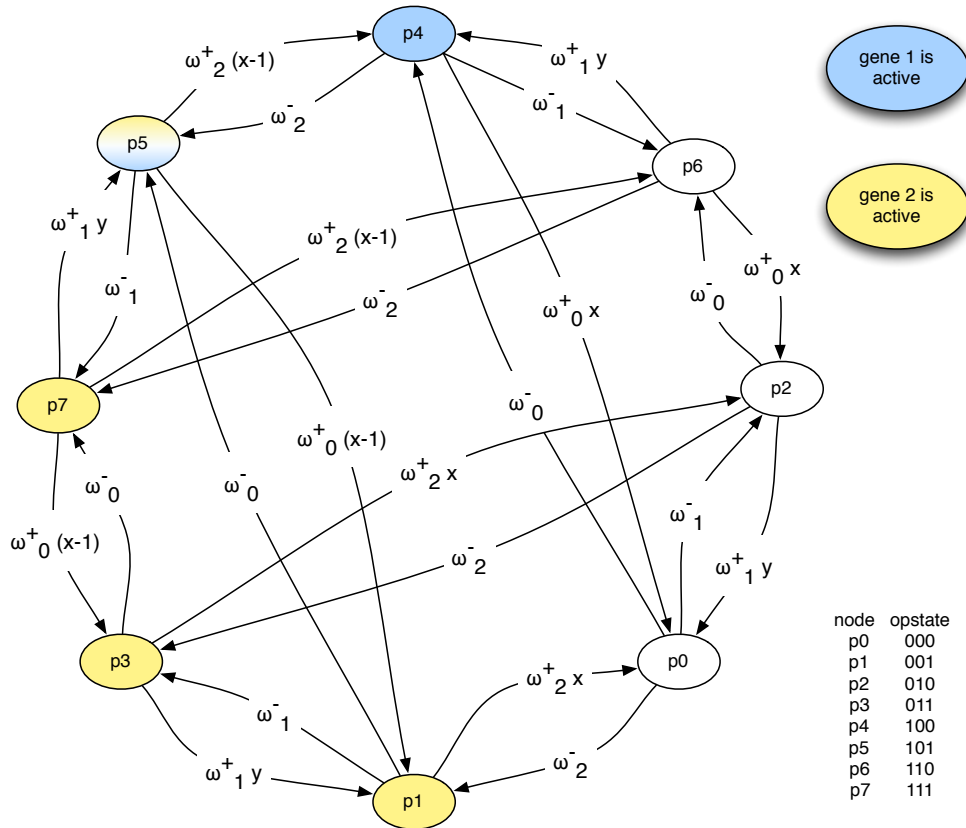 p4
gene 1 is
active
ω⁺₂ (x-1)
ω⁺₁ y
ω⁻₂
ω⁻₁
p5
p6
gene 2 is
active
ω⁺₁ y
ω⁺₂ (x-1)
ω⁺₀ x
ω⁻₁
ω⁻₂
ω⁺₀ x
ω⁻₀
p7
p2
ω⁻₀
ω⁺₀ (x-1)
ω⁻₀
ω⁻₀
ω⁺₂ x
ω⁺₀ (x-1)
ω⁻₁
ω⁻₂
ω⁺₁ y
p3
p0
ω⁺₂ x
ω⁻₁
ω⁺₁ y
ω⁻₂
p1
node opstate
p0 000
p1 001
p2 010
p3 011
p4 100
p5 101
p6 110
p7 111